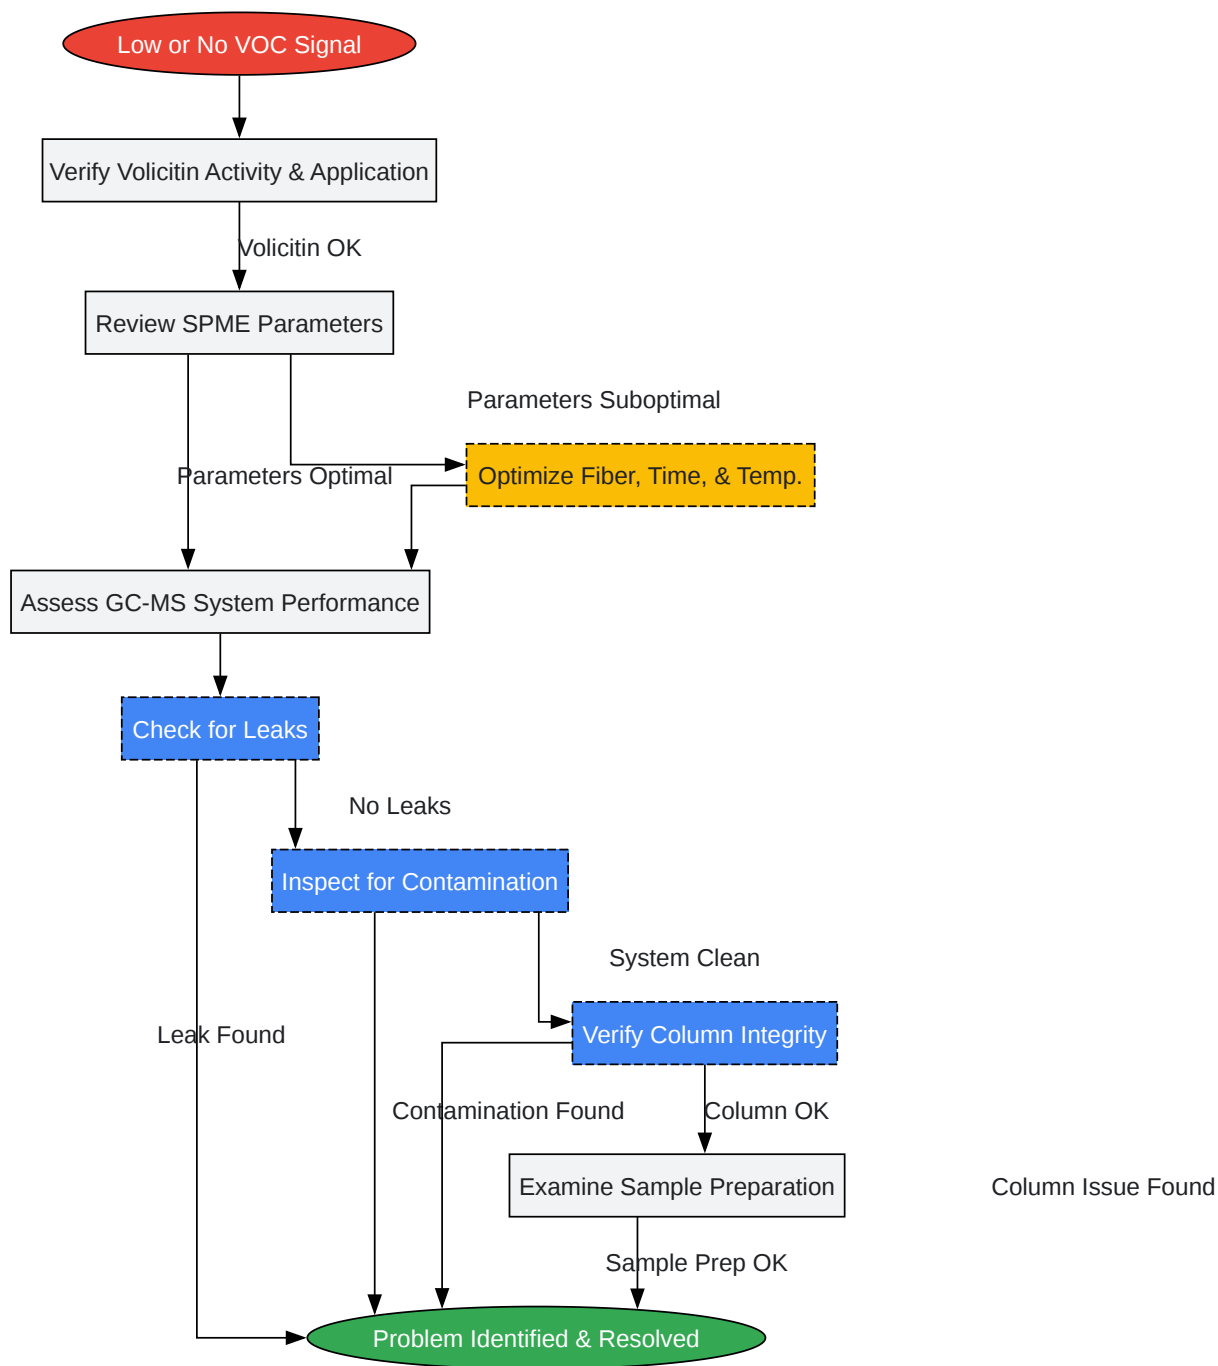 Low or No VOC Signal
Verify Volicitin Activity & Application
Volicitin OK
Review SPME Parameters
Parameters Suboptimal
Parameters Optimal
Optimize Fiber, Time, & Temp.
Assess GC-MS System Performance
Check for Leaks
No Leaks
Inspect for Contamination
System Clean
Leak Found
Verify Column Integrity
Contamination Found
Column OK
Examine Sample Preparation
Column Issue Found
Sample Prep OK
Problem Identified & Resolved